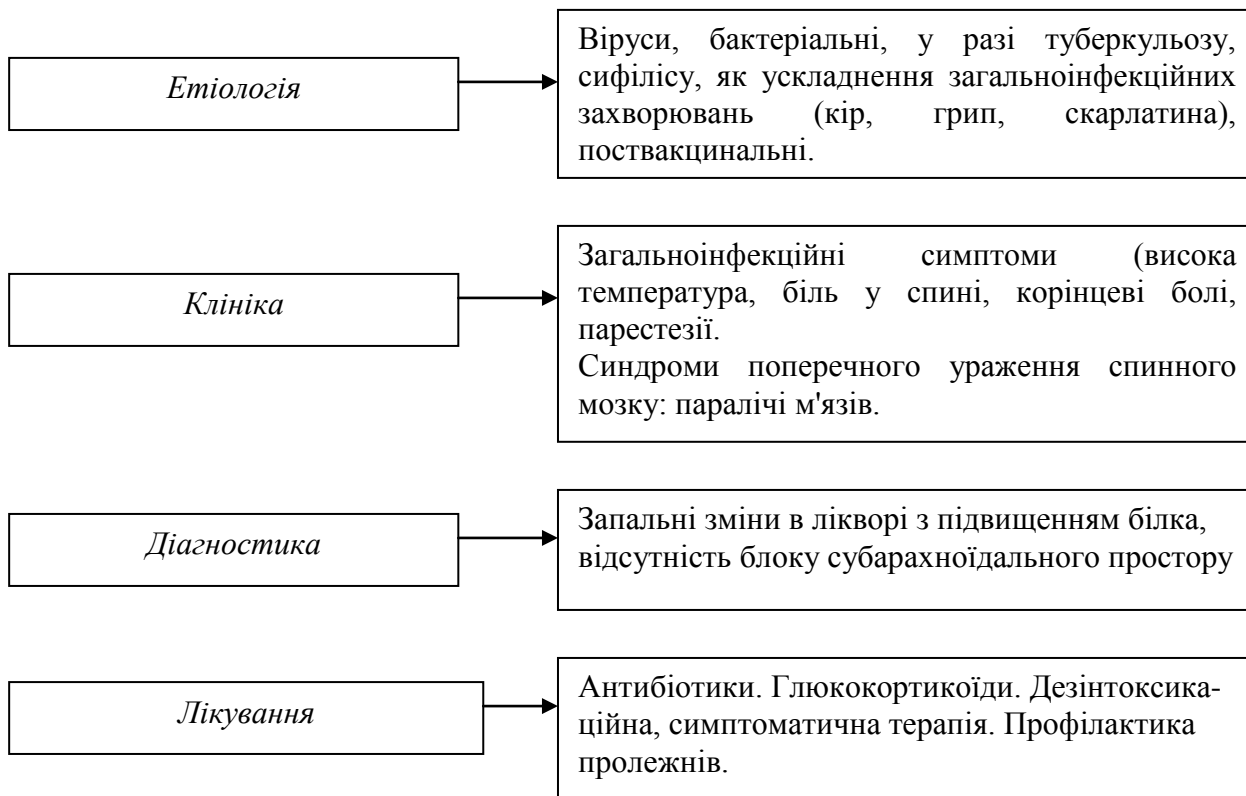 Етіологія
Віруси, бактеріальні, у разі туберкульозу,
сифілісу, як ускладнення загальноінфекційних
захворювань (кір, грип, скарлатина),
поствакцинальні.
Клініка
Загальноінфекційні симптоми (висока
температура, біль у спині, корінцеві болі,
парестезії.
Синдроми поперечного ураження спинного
мозку: паралічі м'язів.
Діагностика
Запальні зміни в лікворі з підвищенням білка,
відсутність блоку субарахноїдального простору
Лікування
Антибіотики. Глюкокортикоїди. Дезінтоксика-
ційна, симптоматична терапія. Профілактика
пролежнів.